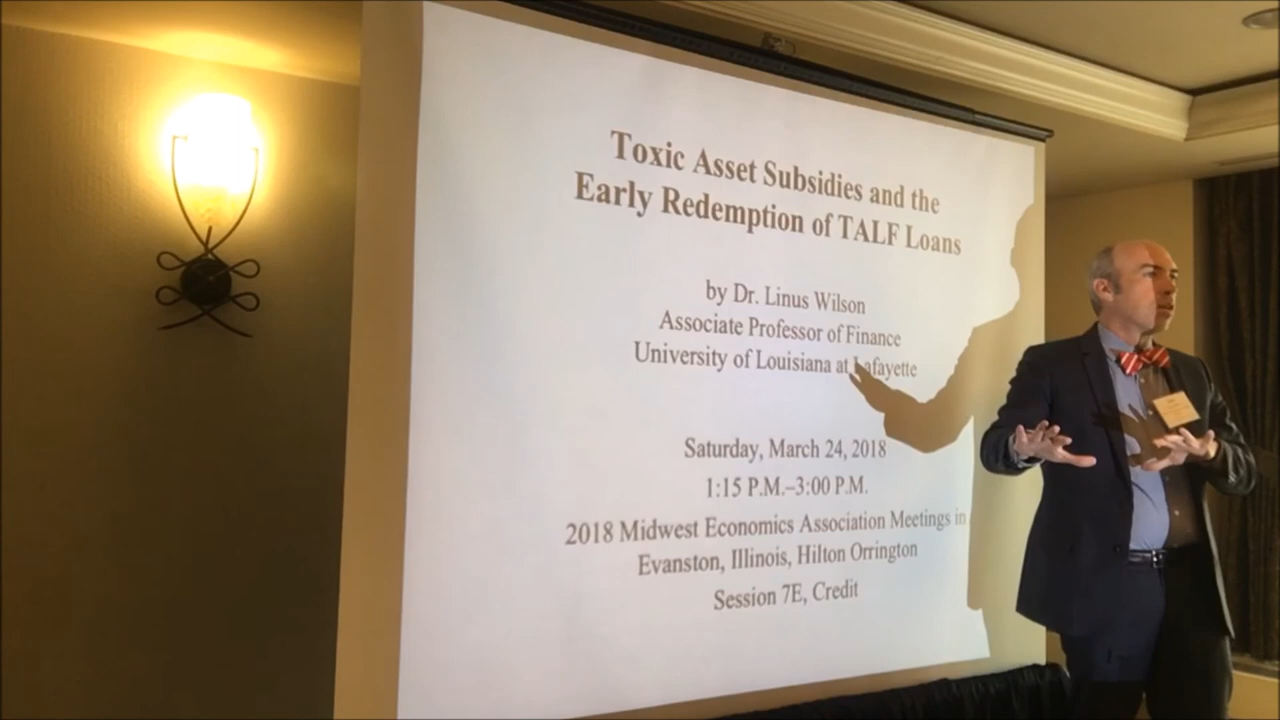 Toxic Asset Subsidies and the
Early Redemption of TALF Loans
by Dr. Linus Wilson
Associate Professor of Finance
University of Louisiana at Lafayette
Saturday, March 24, 2018
1:15 P.M.–3:00 P.M.
2018 Midwest Economics Association Meetings in
Evanston, Illinois, Hilton Orrington
Session 7E, Credit